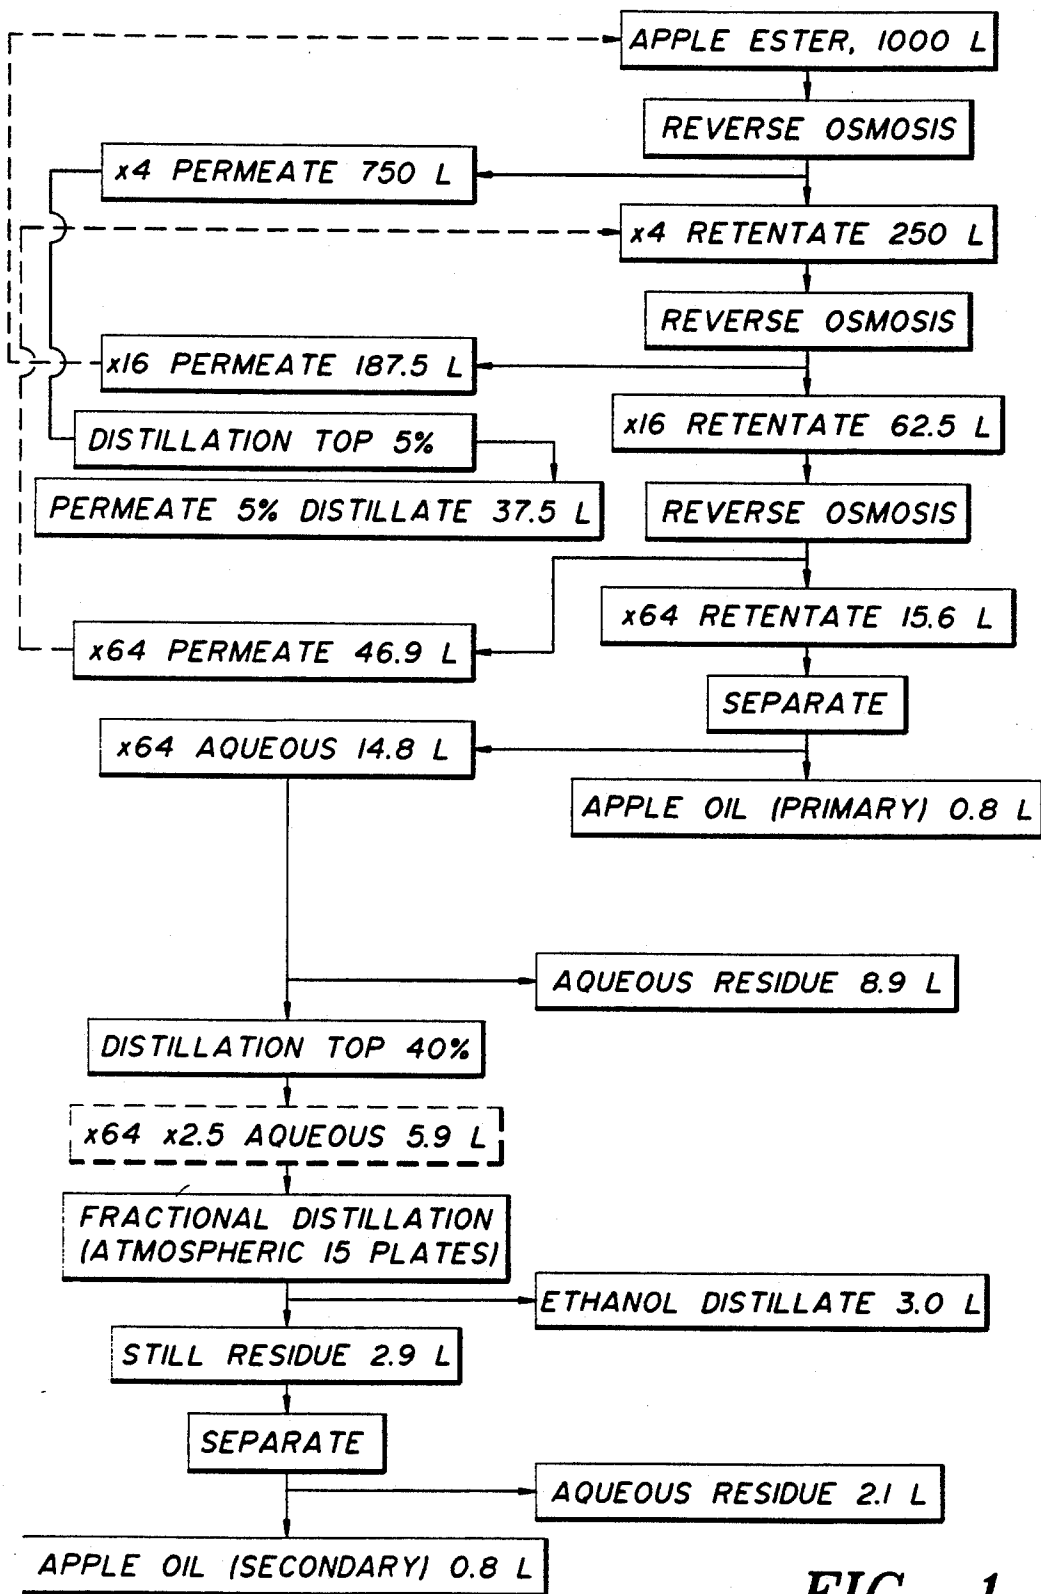 APPLE ESTER, 1000 L
REVERSE OSMOSIS
x4 PERMEATE 750 L
x4 RETENTATE 250 L
REVERSE OSMOSIS
x16 PERMEATE 187.5 L
x16 RETENTATE 62.5 L
DISTILLATION TOP 5%
PERMEATE 5% DISTILLATE 37.5 L
REVERSE OSMOSIS
x64 RETENTATE 15.6 L
x64 PERMEATE 46.9 L
SEPARATE
x64 AQUEOUS 14.8 L
APPLE OIL (PRIMARY) 0.8 L
AQUEOUS RESIDUE 8.9 L
DISTILLATION TOP 40%
x64 x2.5 AQUEOUS 5.9 L
FRACTIONAL DISTILLATION
(ATMOSPHERIC 15 PLATES)
ETHANOL DISTILLATE 3.0 L
STILL RESIDUE 2.9 L
SEPARATE
AQUEOUS RESIDUE 2.1 L
APPLE OIL (SECONDARY) 0.8 L
FIG. 1